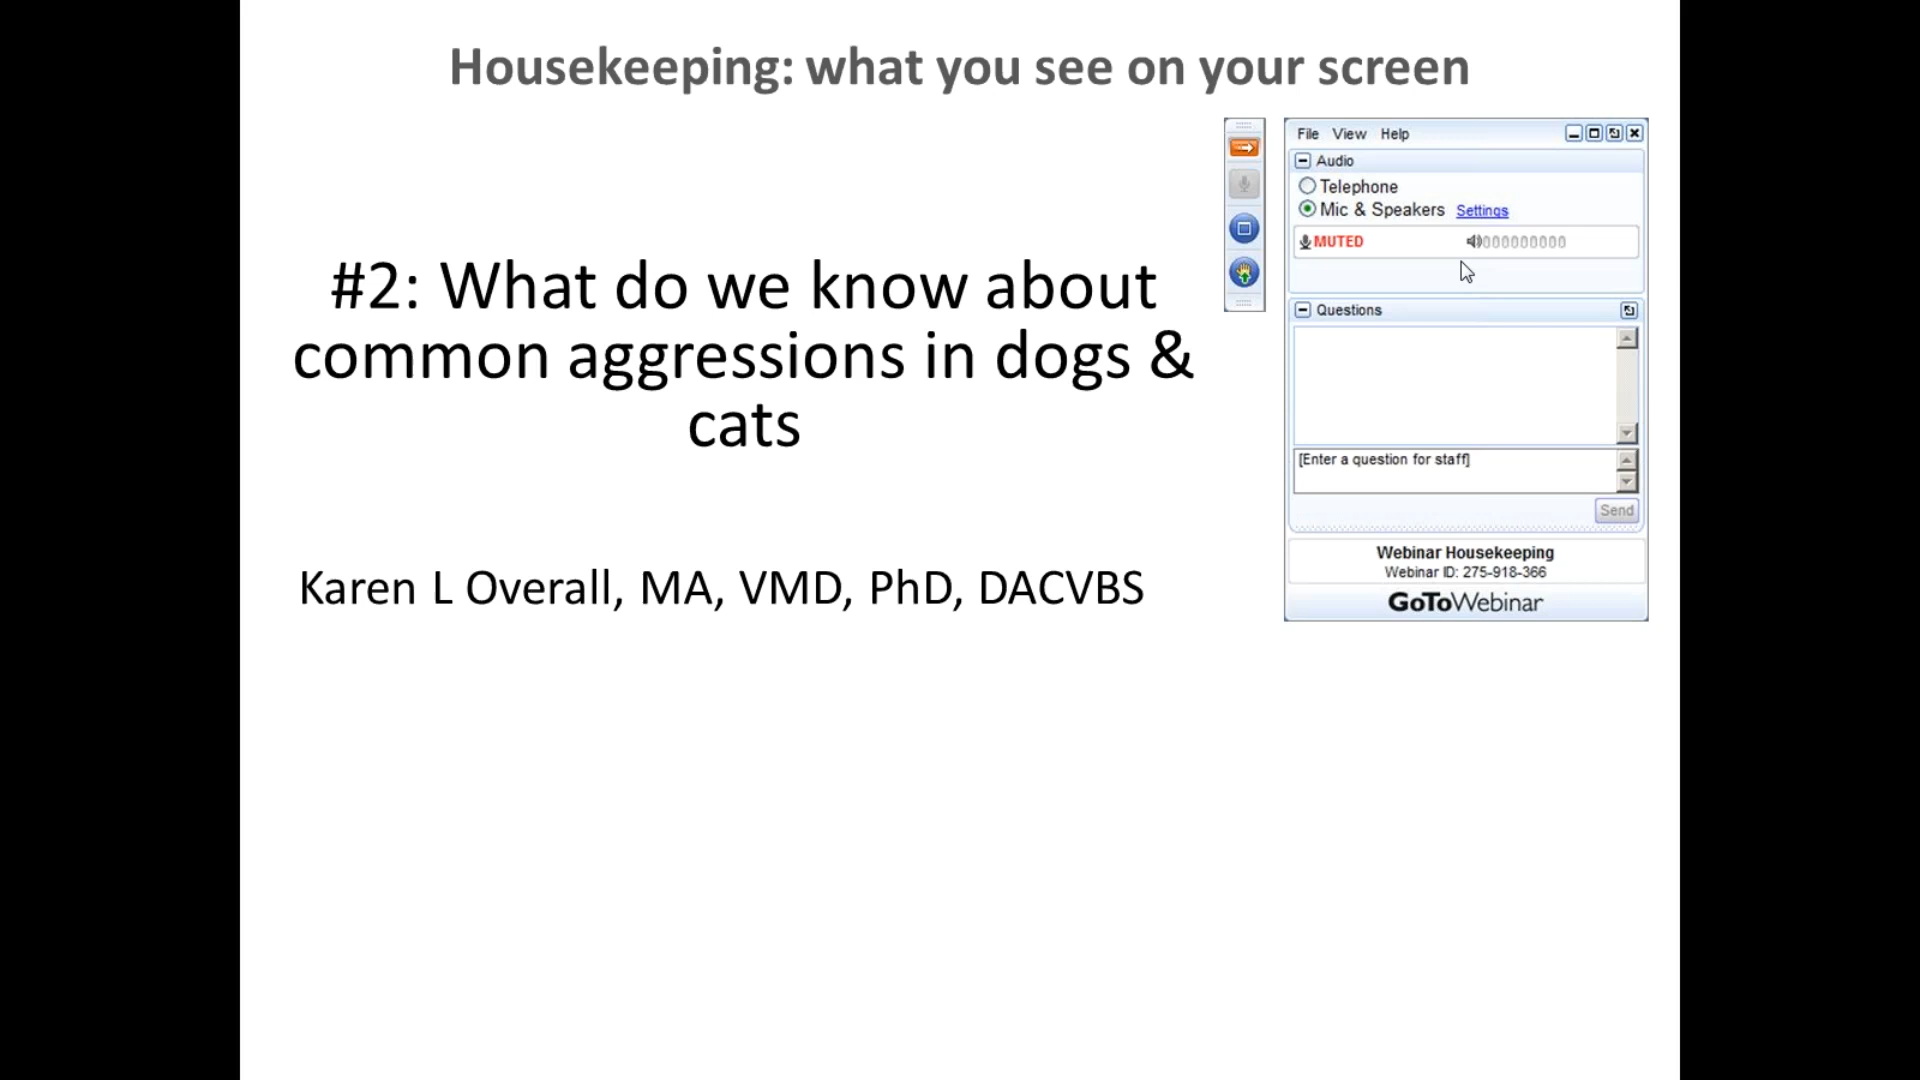 Housekeeping: what you see on your screen
#2: What do we know about
common aggressions in dogs &
cats
Karen L Overall, MA, VMD, PhD, DACVBS
File View Help
Audio
Telephone
Mic & Speakers Settings
MUTED
Questions
[Enter a question for staff]
Send
Webinar Housekeeping
Webinar ID: 275-918-366
GoToWebinar